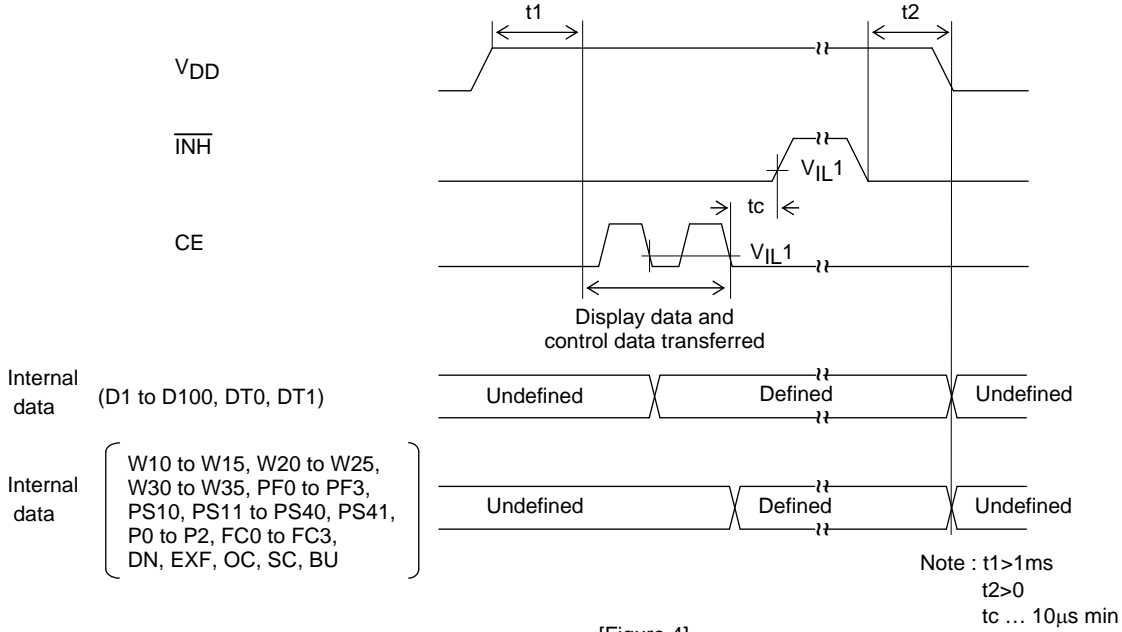 t1
t2
VDD
INH
VIL1
tc
CE
VIL1
Display data and
control data transferred
Internal
data
(D1 to D100, DT0, DT1)
Undefined
Defined
Undefined
Internal
data
W10 to W15, W20 to W25,
W30 to W35, PF0 to PF3,
PS10, PS11 to PS40, PS41,
P0 to P2, FC0 to FC3,
DN, EXF, OC, SC, BU
Undefined
Defined
Undefined
Note : t1>1ms
t2>0
tc … 10μs min
[Figure 4]